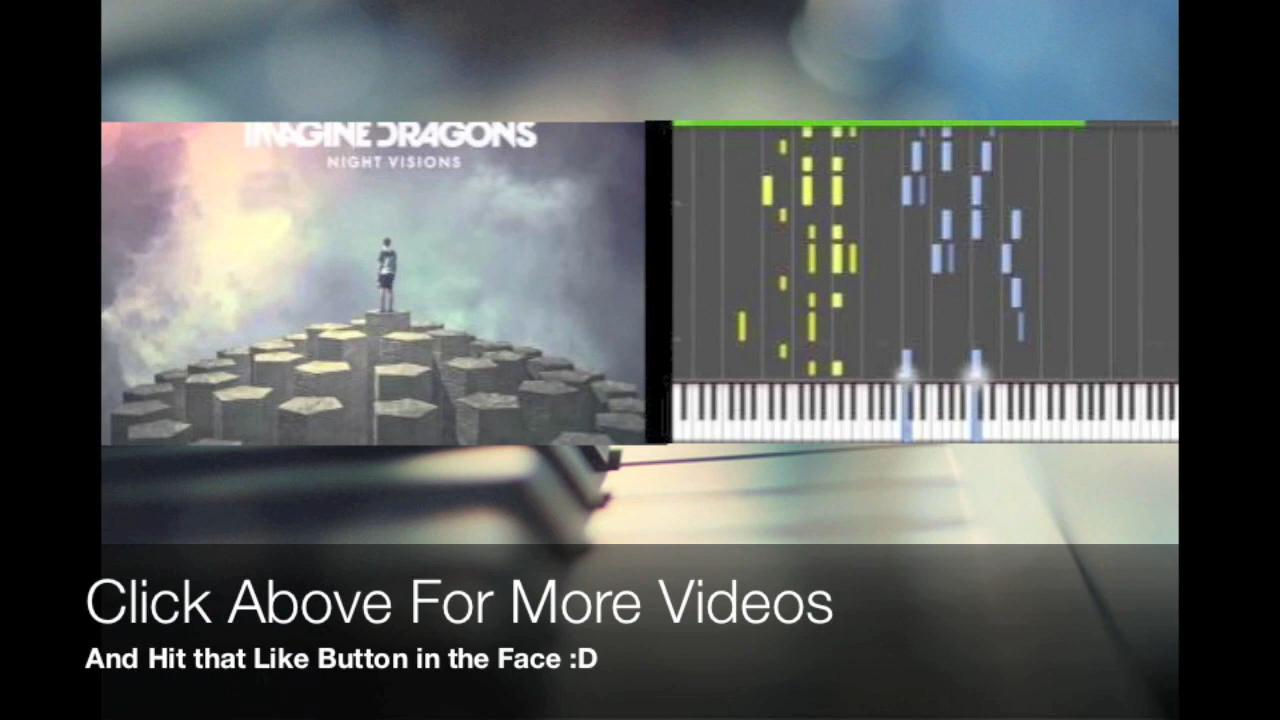 IMAGINE DRAGONS
NIGHT VISIONS
Click Above For More Videos
And Hit that Like Button in the Face :D